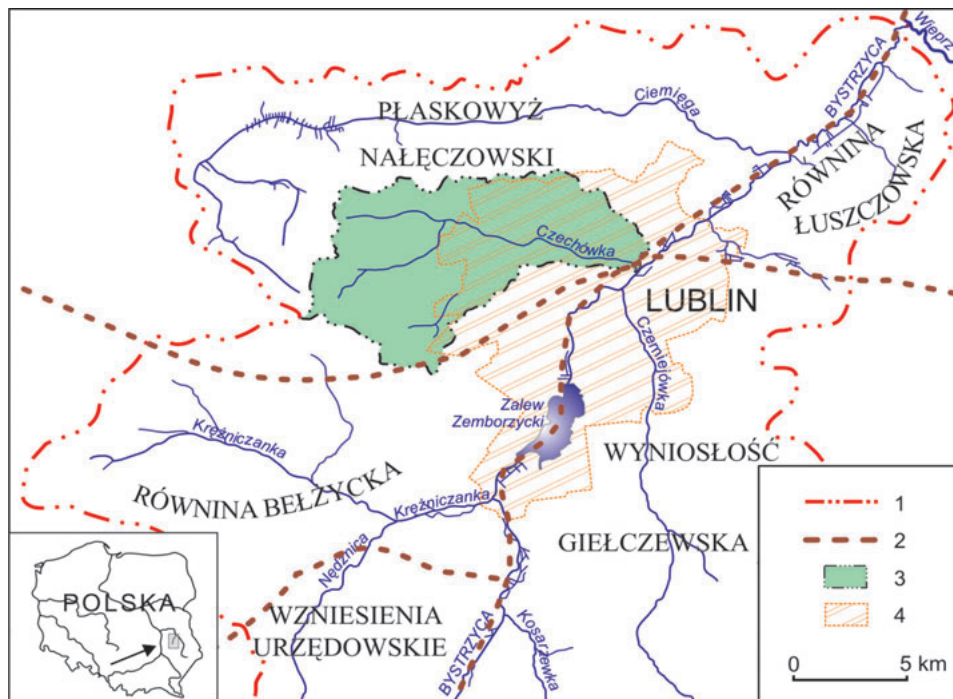 Wieprz
BYSTRZYCA
Ciemięga
PŁASKOWYŻ
NAŁĘCZOWSKI
RÓWNINA
ŁUSZCZOWSKA
Czechówka
LUBLIN
Czerniejówka
Zalew
Zemborzycki
Krężniczanka
WYNIOSŁOŚĆ
RÓWNINA BEŁŻYCKA
Krężniczanka
GIEŁCZEWSKA
Nędznica
WZNIESIENIA
URZĘDOWSKIE
BYSTRZYCA
Kosarzewka
POLSKA
1
2
3
4
0 5 km